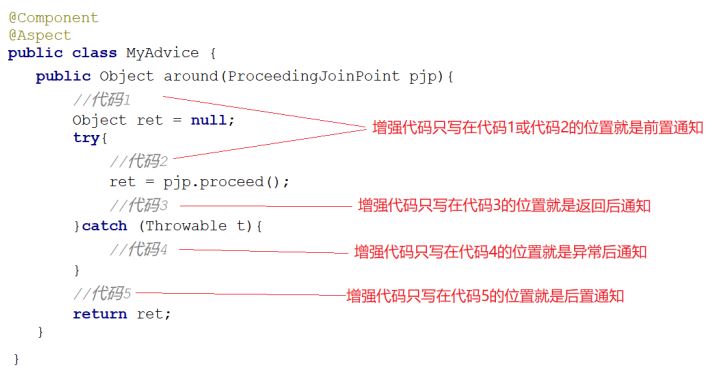 @Component
@Aspect
public class MyAdvice {
public Object around(ProceedingJoinPoint pjp){
//代码1
Object ret = null;
增强代码只写在代码1或代码2的位置就是前置通知
try{
//代码2
ret = pjp.proceed();
//代码3
增强代码只写在代码3的位置就是返回后通知
}catch (Throwable t){
//代码4
增强代码只写在代码4的位置就是异常后通知
}
//代码5
增强代码只写在代码5的位置就是后置通知
return ret;
}
}